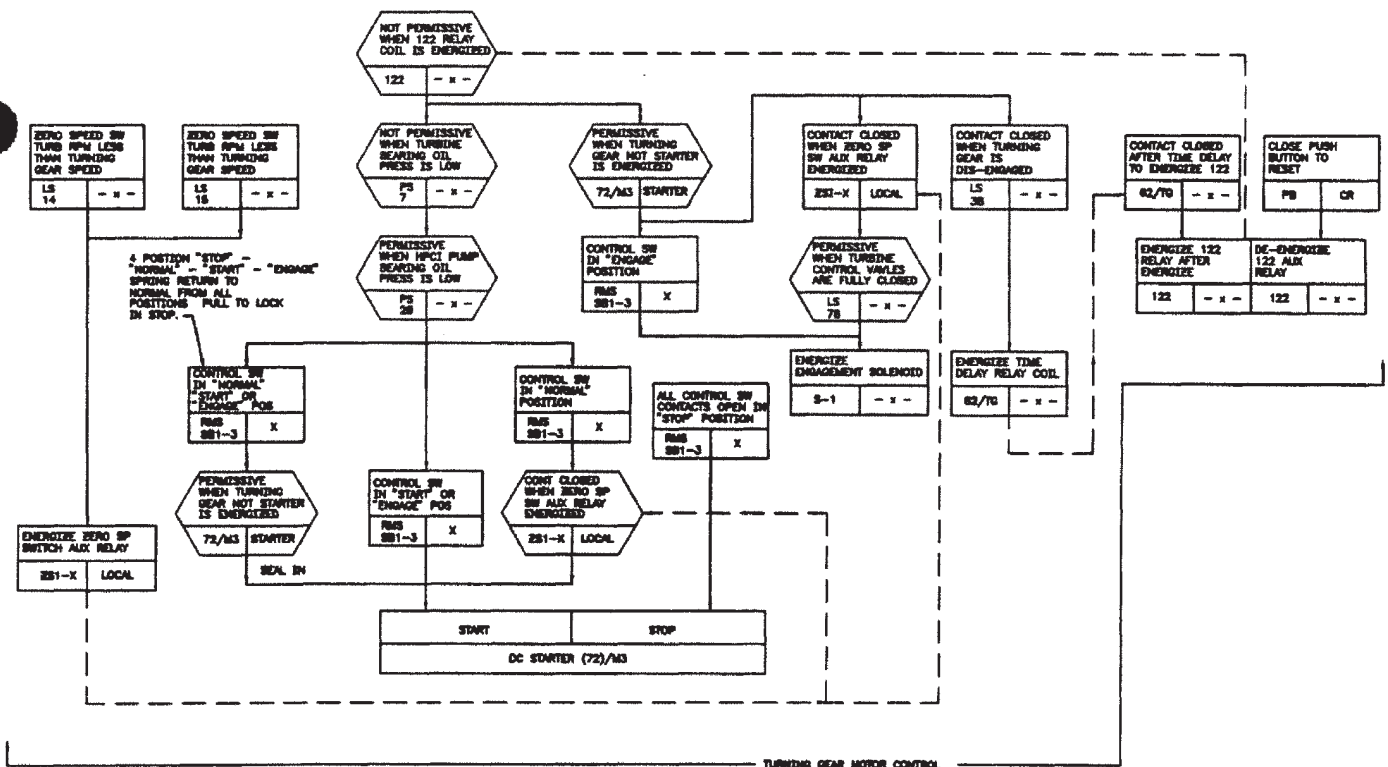 NOT PERMISSIVE
WHEN 122 RELAY
COIL IS ENERGIZED
122
- x -
ZERO SPEED SW
TURB RPM LESS
THAN TURNING
GEAR SPEED
LS
14
- x -
ZERO SPEED SW
TURB RPM LESS
THAN TURNING
GEAR SPEED
LS
- x -
NOT PERMISSIVE
WHEN TURBINE
BEARING OIL
PRESS IS LOW
PS
7
- x -
PERMISSIVE
WHEN TURNING
GEAR NOT STARTER
IS ENERGIZED
72/M3
STARTER
CONTACT CLOSED
WHEN ZERO SP
SW AUX RELAY
ENERGIZED
ZS1-X
LOCAL
CONTACT CLOSED
WHEN TURNING
GEAR IS
DIS-ENGAGED
LS
- x -
CONTACT CLOSED
AFTER TIME DELAY
TO ENERGIZE 122
62/TG
- x -
CLOSE PUSH
BUTTON TO
RESET
PB
CR
4 POSTION "STOP" -
"NORMAL" - "START" - "ENGAGE"
SPRING RETURN TO
NORMAL FROM ALL
POSITIONS PULL TO LOCK
IN STOP.
PERMISSIVE
WHEN HPCI PUMP
BEARING OIL
PRESS IS LOW
PS
- x -
CONTROL SW
IN "ENGAGE"
POSITION
RMS
SB1-3
X
PERMISSIVE
WHEN TURBINE
CONTROL VAVLES
ARE FULLY CLOSED
LS
- x -
ENERGIZE 122
RELAY AFTER
ENERGIZE
122
- x -
DE-ENERGIZE
122 AUX
RELAY
122
- x -
CONTROL SW
IN "NORMAL"
"START" OR
"ENGAGE" POS
RMS
SB1-3
X
CONTROL SW
IN "NORMAL"
POSITION
RMS
SB1-3
X
ALL CONTROL SW
CONTACTS OPEN IN
"STOP" POSITION
RMS
SB1-3
X
ENERGIZE
ENGAGEMENT SOLENOID
S-1
- x -
ENERGIZE TIME
DELAY RELAY COIL
62/TG
- x -
PERMISSIVE
WHEN TURNING
GEAR NOT STARTER
IS ENERGIZED
72/M3
STARTER
CONTROL SW
IN "START" OR
"ENGAGE" POS
RMS
SB1-3
X
CONT CLOSED
WHEN ZERO SP
SW AUX RELAY
ENERGIZED
ZS1-X
LOCAL
ENERGIZE ZERO SP
SWITCH AUX RELAY
ZS1-X
LOCAL
SEAL IN
START
STOP
DC STARTER (72)/M3
TURNING GEAR MOTOR CONTROL